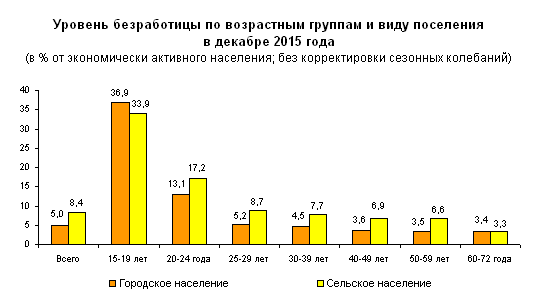 Уровень безработицы по возрастным группам и виду поселения
в декабре 2015 года
(в % от экономически активного населения; без корректировки сезонных колебаний)
40
35
30
25
20
15
10
5
0
5,0
8,4
36,9
33,9
13,1
17,2
5,2
8,7
4,5
7,7
3,6
6,9
3,5
6,6
3,4
3,3
Всего
15-19 лет
20-24 года
25-29 лет
30-39 лет
40-49 лет
50-59 лет
60-72 года
Городское население
Сельское население